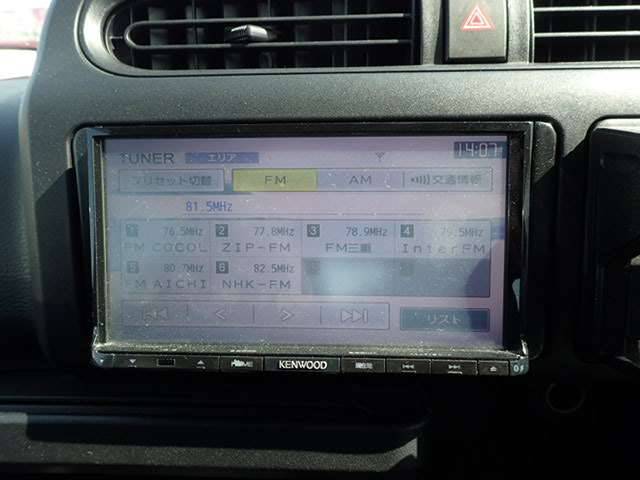 TUNER エリア 14:07
プリセット切替 FM AM 交通情報
81.5MHz
1 76.5MHz 2 77.8MHz 3 78.9MHz 4 79.5MHz
FM COCOL ZIP-FM FM三重 InterFM
5 80.7MHz 6 82.5MHz
FM AICHI NHK-FM
リスト
KENWOOD